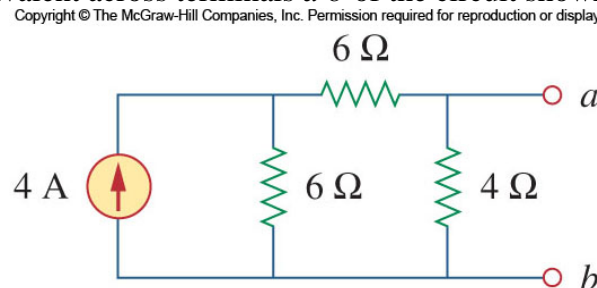 Copyright © The McGraw-Hill Companies, Inc. Permission required for reproduction or display
6 Ω
a
4 A
6 Ω
4 Ω
b